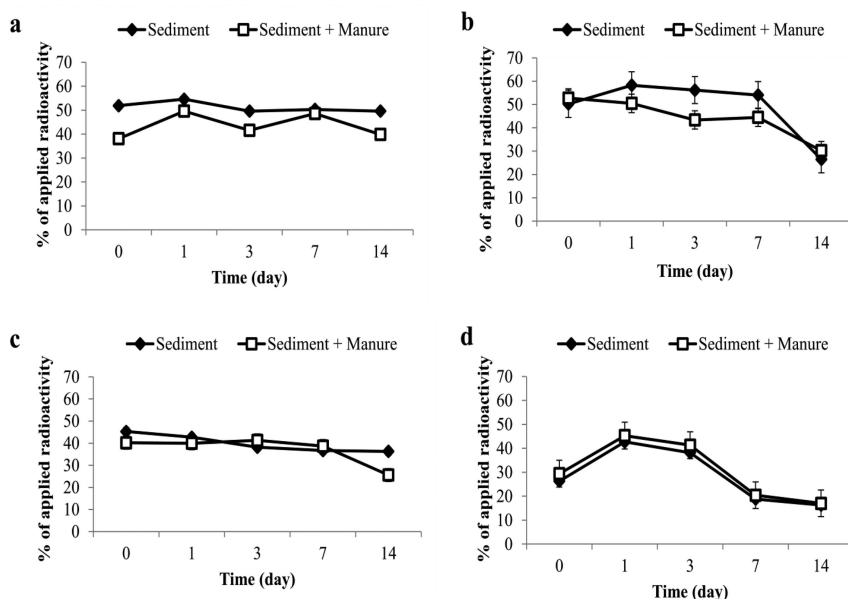 a
Sediment Sediment + Manure
% of applied radioactivity
70
60
50
40
30
20
10
0
0 1 3 7 14
Time (day)
b
Sediment Sediment + Manure
% of applied radioactivity
70
60
50
40
30
20
10
0
0 1 3 7 14
Time (day)
c
Sediment Sediment + Manure
% of applied radioactivity
70
60
50
40
30
20
10
0
0 1 3 7 14
Time (day)
d
Sediment Sediment + Manure
% of applied radioactivity
70
60
50
40
30
20
10
0
0 1 3 7 14
Time (day)